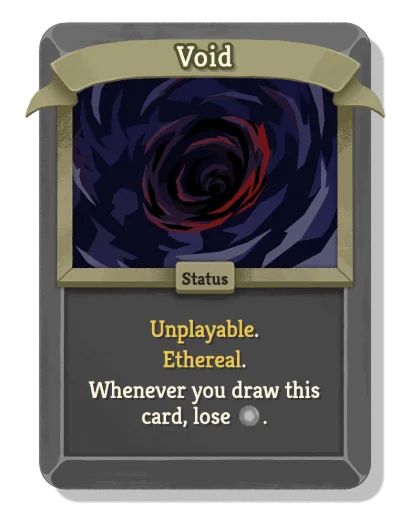 Void
Status
Unplayable.
Ethereal.
Whenever you draw this
card, lose .